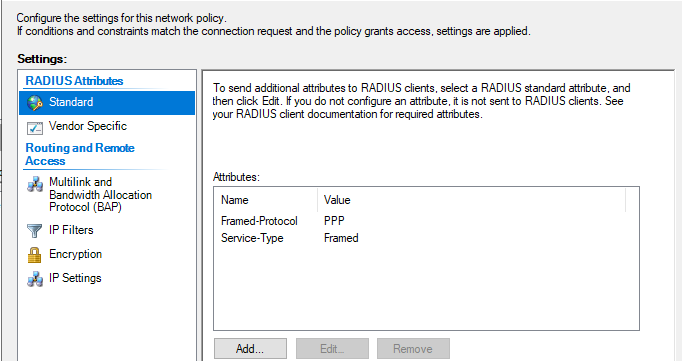 Configure the settings for this network policy.
If conditions and constraints match the connection request and the policy grants access, settings are applied.
Settings:
RADIUS Attributes
Standard
Vendor Specific
Routing and Remote
Access
Multilink and
Bandwidth Allocation
Protocol (BAP)
IP Filters
Encryption
IP Settings
To send additional attributes to RADIUS clients, select a RADIUS standard attribute, and
then click Edit. If you do not configure an attribute, it is not sent to RADIUS clients. See
your RADIUS client documentation for required attributes.
Attributes:
Name Value
Framed-Protocol PPP
Service-Type Framed
Add... Edit... Remove